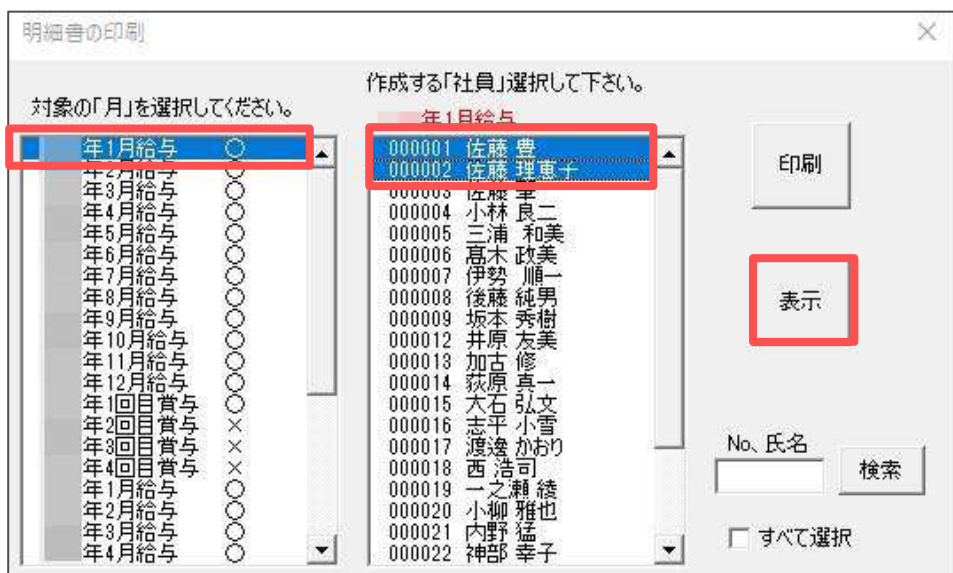 明細書の印刷
対象の「月」を選択してください。
年1月給与 ○
年2月給与 ○
年3月給与 ○
年4月給与 ○
年5月給与 ○
年6月給与 ○
年7月給与 ○
年8月給与 ○
年9月給与 ○
年10月給与 ○
年11月給与 ○
年12月給与 ○
年1回目賞与 ○
年2回目賞与 ×
年3回目賞与 ×
年4回目賞与 ×
年1月給与 ○
年2月給与 ○
年3月給与 ○
年4月給与 ○
作成する「社員」選択して下さい。
年1月給与
000001 佐藤 豊
000002 佐藤 理恵子
000003 佐藤
000004 小林 良二
000005 三浦 和美
000006 髙木 政美
000007 伊勢 順一
000008 後藤 純男
000009 坂本 秀樹
000012 井原 友美
000013 加古 修
000014 荻原 真一
000015 大石 弘文
000016 志平 小雪
000017 渡邊 かおり
000018 西 浩司
000019 一之瀬 綾
000020 小柳 雅也
000021 内野 猛
000022 神部 幸子
印刷
表示
No、氏名
検索
すべて選択